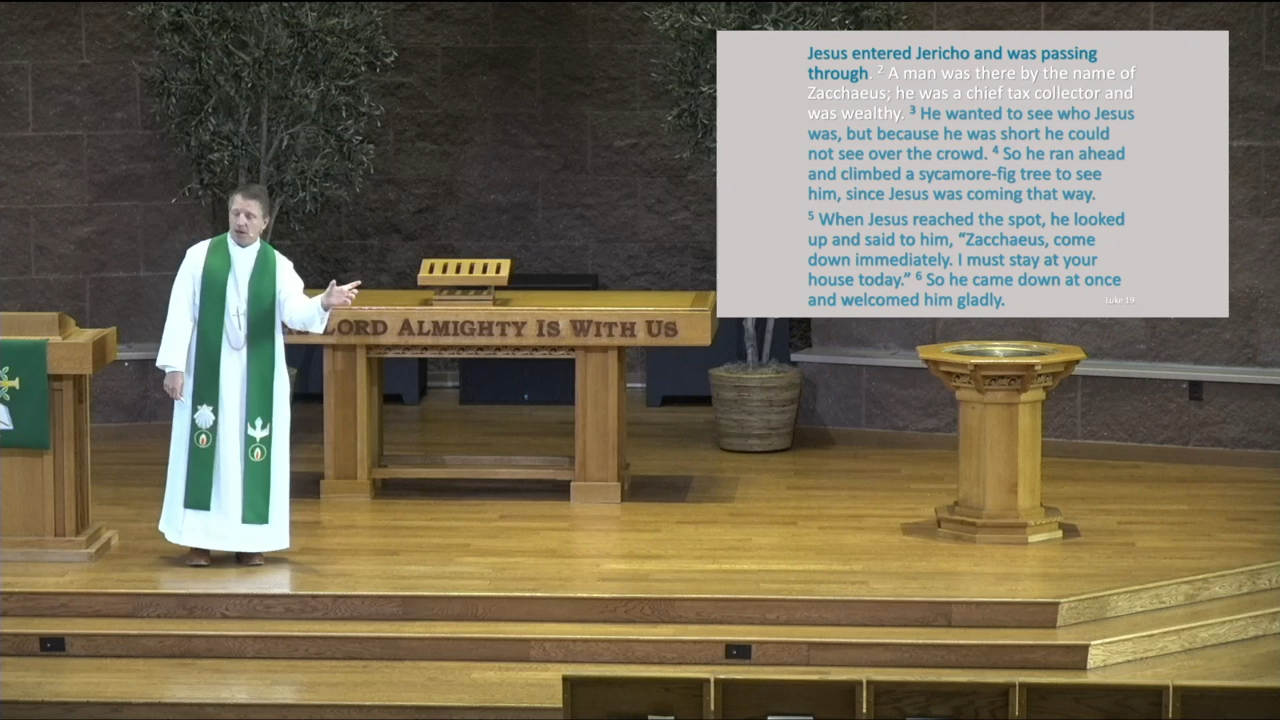 Jesus entered Jericho and was passing
through. 2 A man was there by the name of
Zacchaeus; he was a chief tax collector and
was wealthy. 3 He wanted to see who Jesus
was, but because he was short he could
not see over the crowd. 4 So he ran ahead
and climbed a sycamore-fig tree to see
him, since Jesus was coming that way.
5 When Jesus reached the spot, he looked
up and said to him, “Zacchaeus, come
down immediately. I must stay at your
house today.” 6 So he came down at once
and welcomed him gladly.
Luke 19
LORD ALMIGHTY IS WITH US